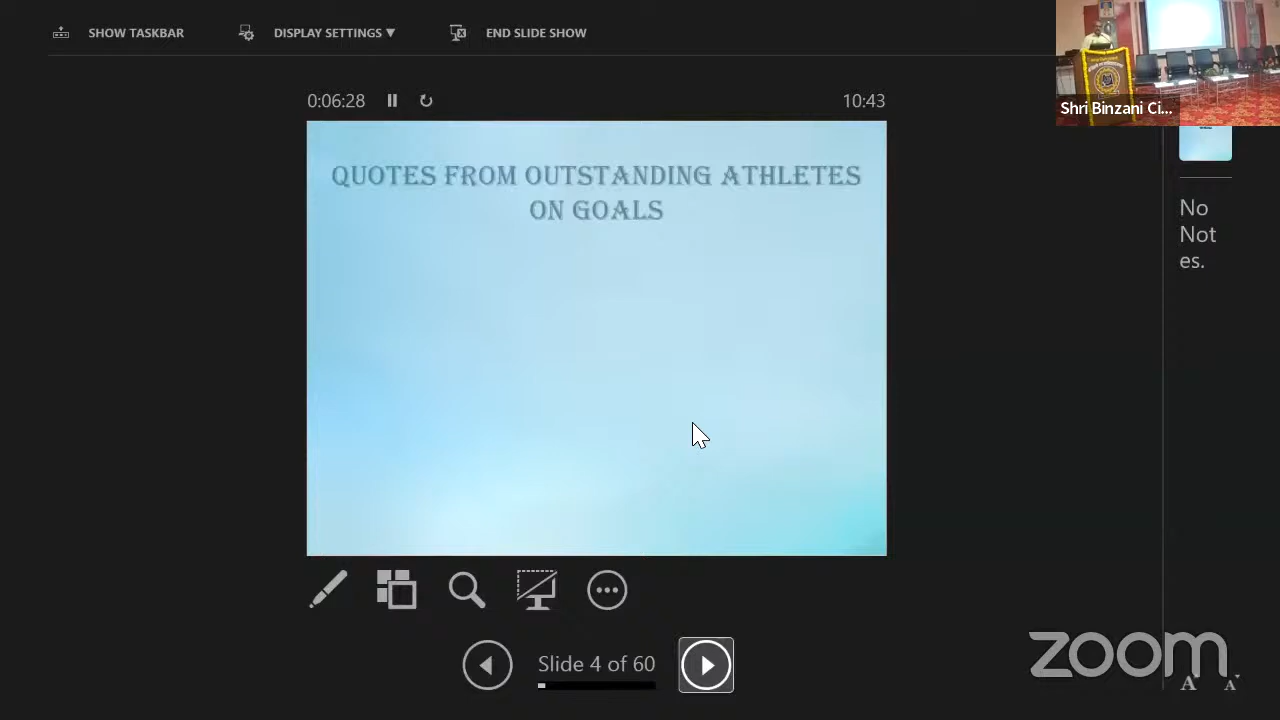 SHOW TASKBAR
DISPLAY SETTINGS ▼
END SLIDE SHOW
Shri Binzani Ci...
0:06:28
10:43
QUOTES FROM OUTSTANDING ATHLETES
ON GOALS
No
Not
es.
Slide 4 of 60
zoom
A
A